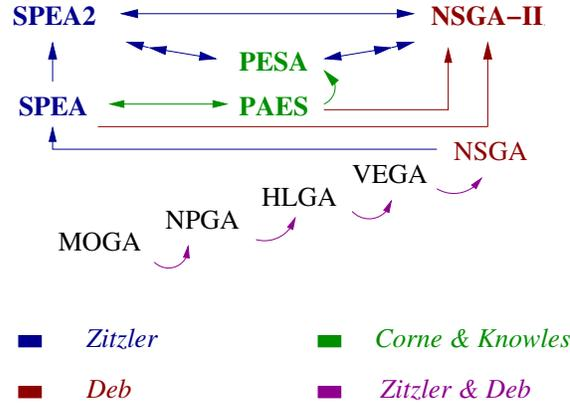 SPEA2
NSGA–II
PESA
SPEA
PAES
NSGA
VEGA
HLGA
NPGA
MOGA
Zitzler
Corne & Knowles
Deb
Zitzler & Deb